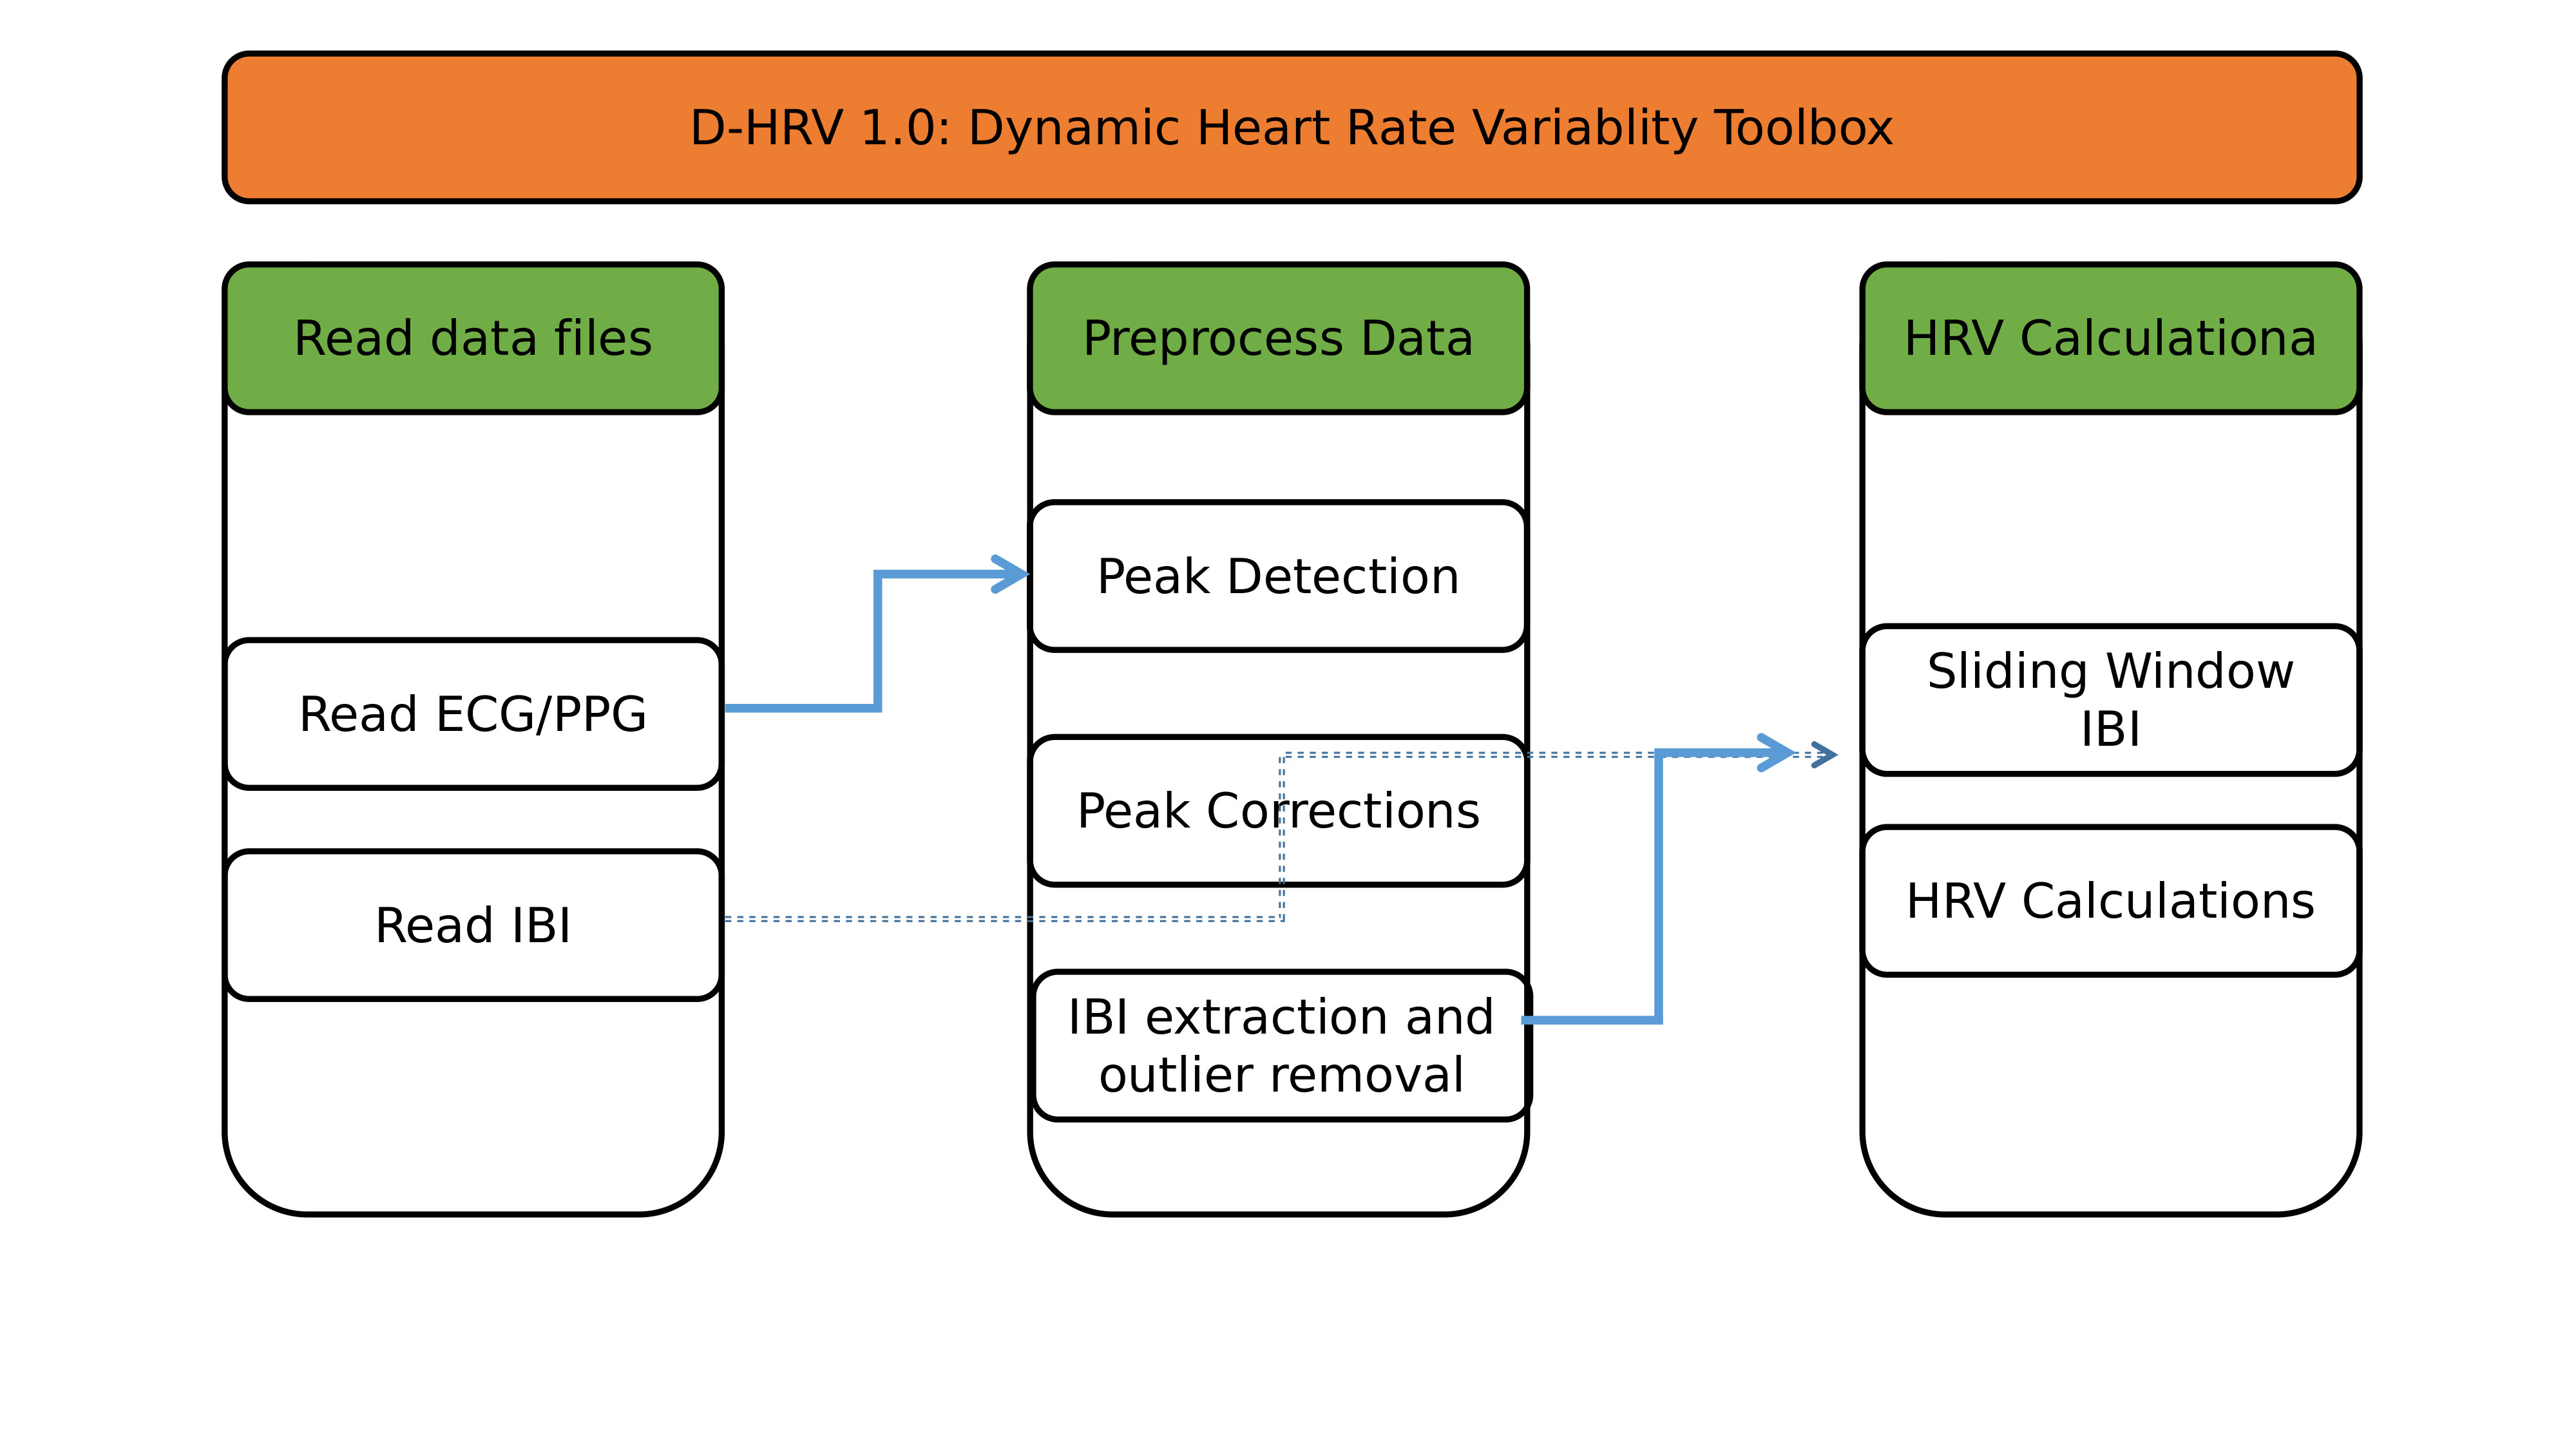 D-HRV 1.0: Dynamic Heart Rate Variablity Toolbox
Read data files
Read ECG/PPG
Read IBI
Preprocess Data
Peak Detection
Peak Corrections
IBI extraction and
outlier removal
HRV Calculationa
Sliding Window
IBI
HRV Calculations